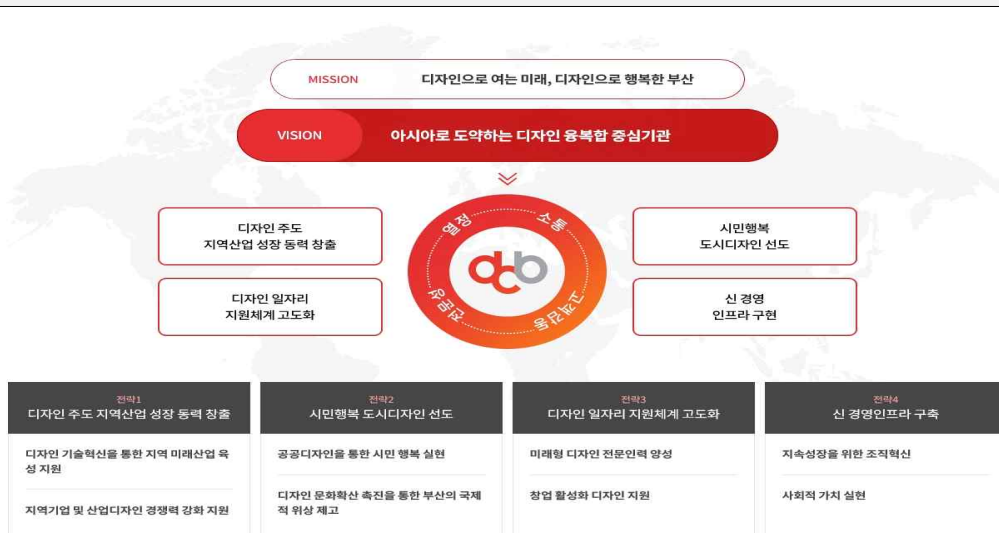 MISSION
디자인으로 여는 미래, 디자인으로 행복한 부산
VISION
아시아로 도약하는 디자인 융복합 중심기관
디자인 주도
지역산업 성장 동력 창출
디자인 일자리
지원체계 고도화
열정
소통
전문성
고객감동
dcb
시민행복
도시디자인 선도
신 경영
인프라 구현
전략1
디자인 주도 지역산업 성장 동력 창출
디자인 기술혁신을 통한 지역 미래산업 육
성 지원
지역기업 및 산업디자인 경쟁력 강화 지원
전략2
시민행복 도시디자인 선도
공공디자인을 통한 시민 행복 실현
디자인 문화확산 촉진을 통한 부산의 국제
적 위상 제고
전략3
디자인 일자리 지원체계 고도화
미래형 디자인 전문인력 양성
창업 활성화 디자인 지원
전략4
신 경영인프라 구축
지속성장을 위한 조직혁신
사회적 가치 실현